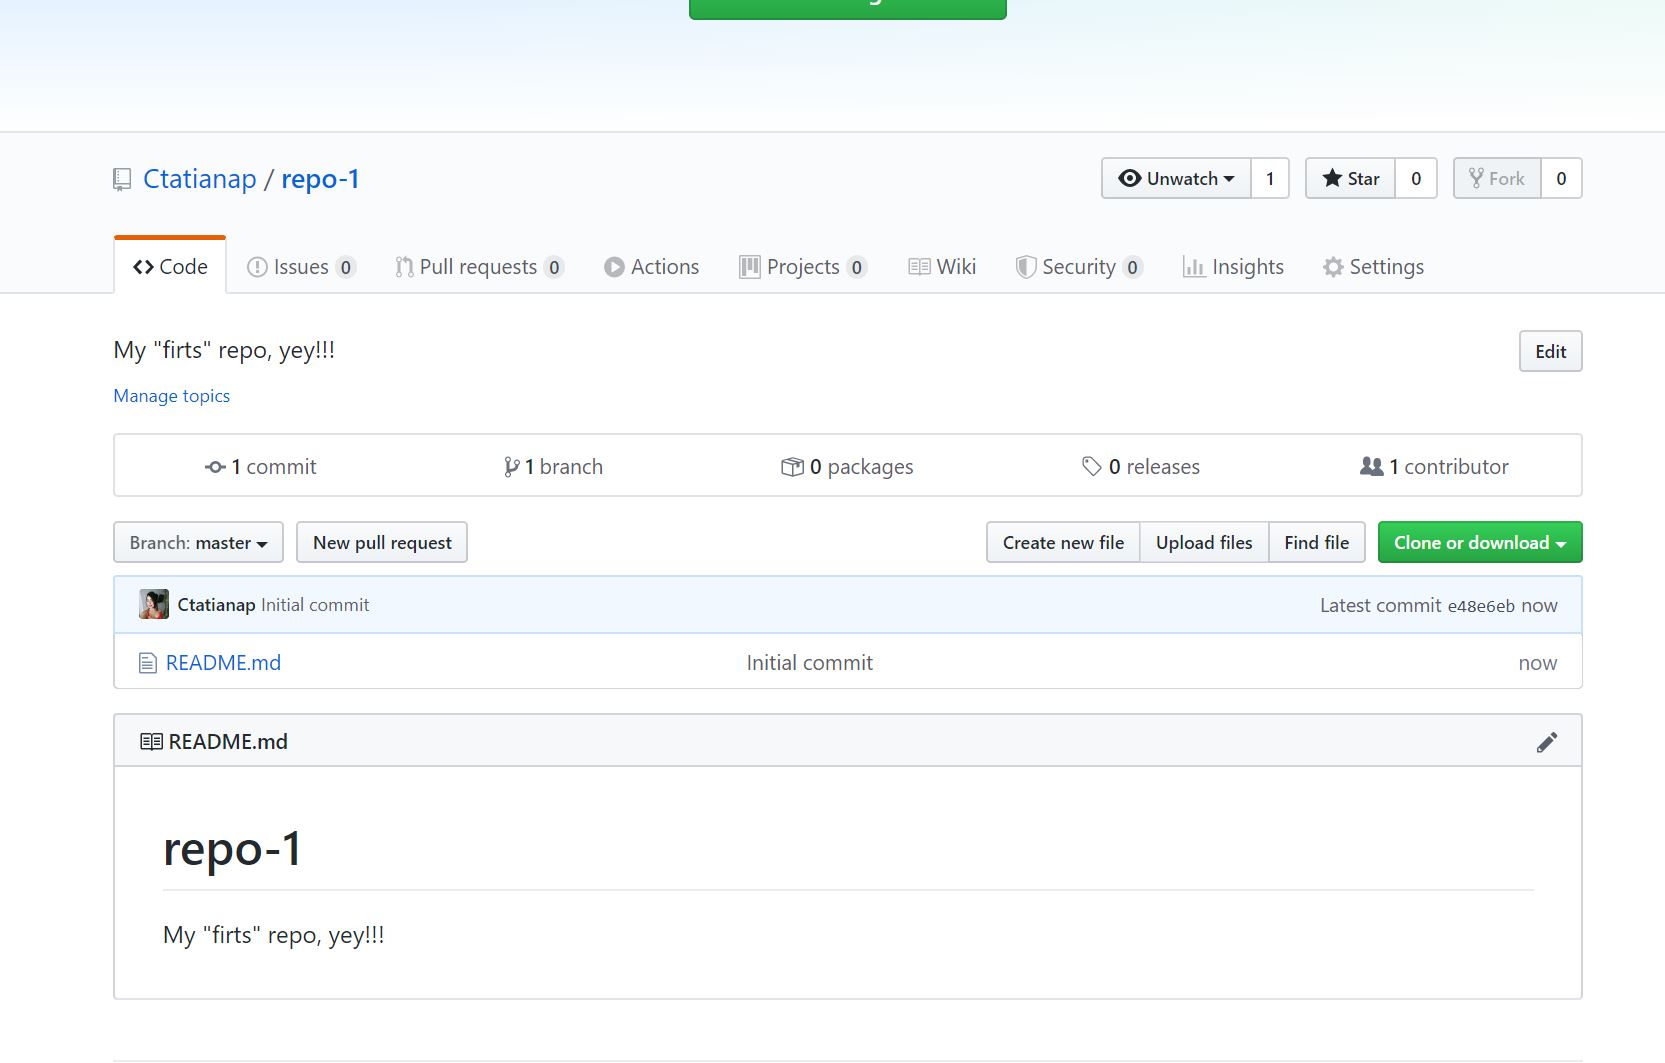 Ctatianap / repo-1
Unwatch 1 Star 0 Fork 0
Code Issues 0 Pull requests 0 Actions Projects 0 Wiki Security 0 Insights Settings
My "firts" repo, yey!!!
Edit
Manage topics
1 commit 1 branch 0 packages 0 releases 1 contributor
Branch: master New pull request Create new file Upload files Find file Clone or download
Ctatianap Initial commit Latest commit e48e6eb now
README.md Initial commit now
README.md
repo-1
My "firts" repo, yey!!!